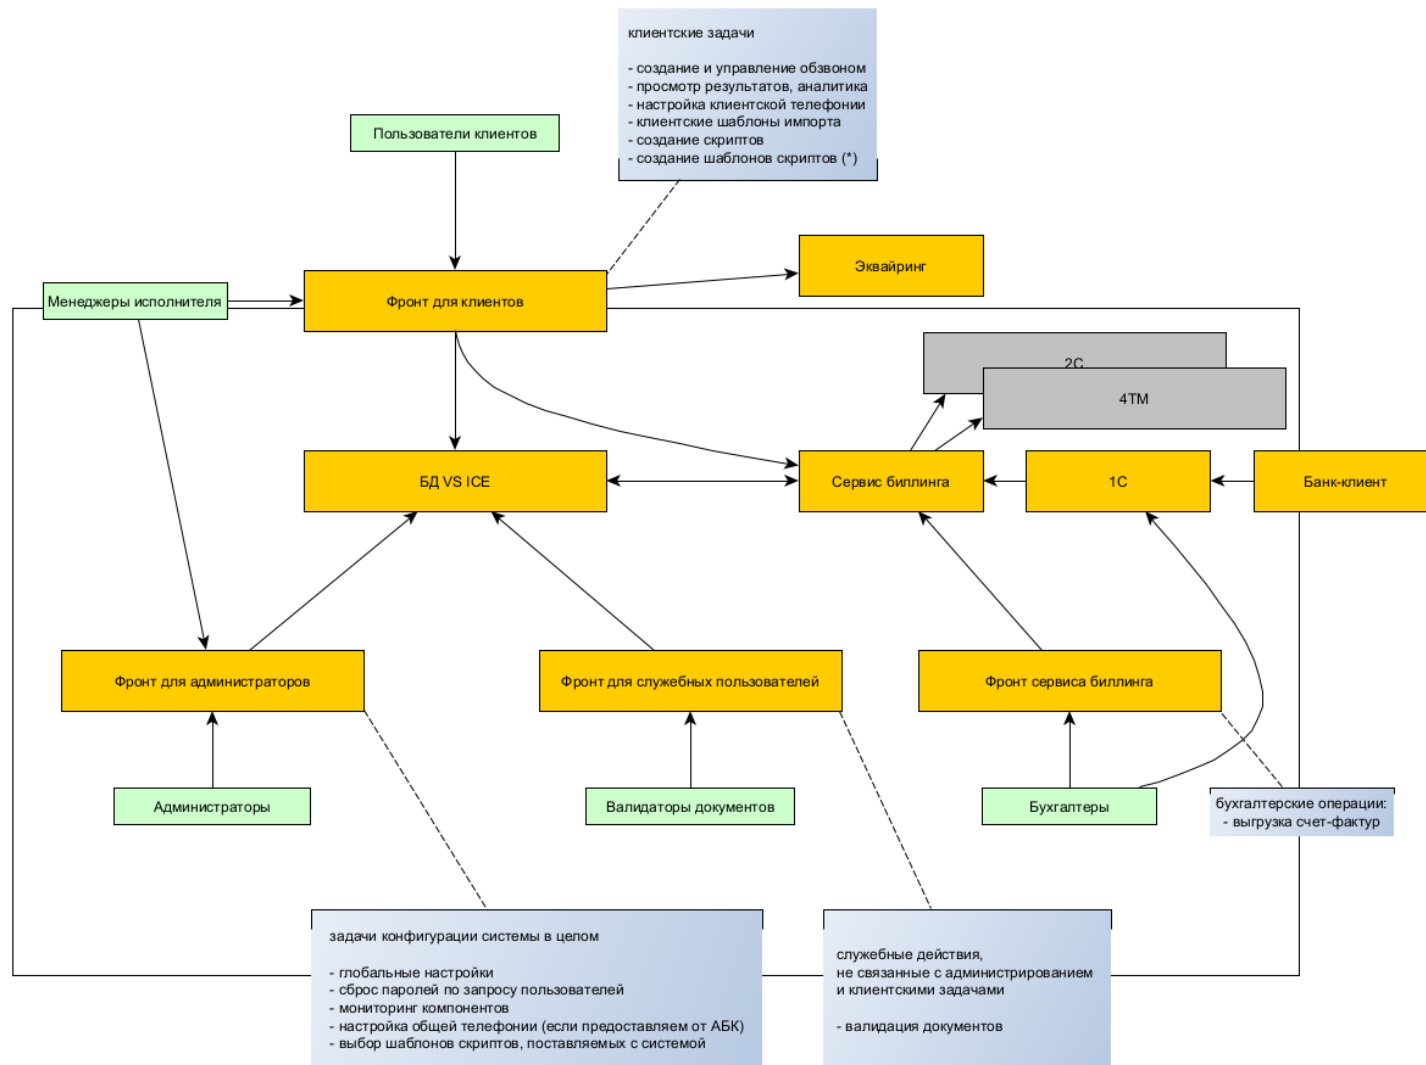 клиентские задачи
- создание и управление обзвоном
- просмотр результатов, аналитика
- настройка клиентской телефонии
- клиентские шаблоны импорта
- создание скриптов
- создание шаблонов скриптов (*)
Пользователи клиентов
Эквайринг
Менеджеры исполнителя
Фронт для клиентов
2С
4ТМ
БД VS ICE
Сервис биллинга
1С
Банк-клиент
Фронт для администраторов
Фронт для служебных пользователей
Фронт сервиса биллинга
Администраторы
Валидаторы документов
Бухгалтеры
бухгалтерские операции:
- выгрузка счет-фактур
задачи конфигурации системы в целом
- глобальные настройки
- сброс паролей по запросу пользователей
- мониторинг компонентов
- настройка общей телефонии (если предоставляем от АБК)
- выбор шаблонов скриптов, поставляемых с системой
служебные действия,
не связанные с администрированием
и клиентскими задачами
- валидация документов